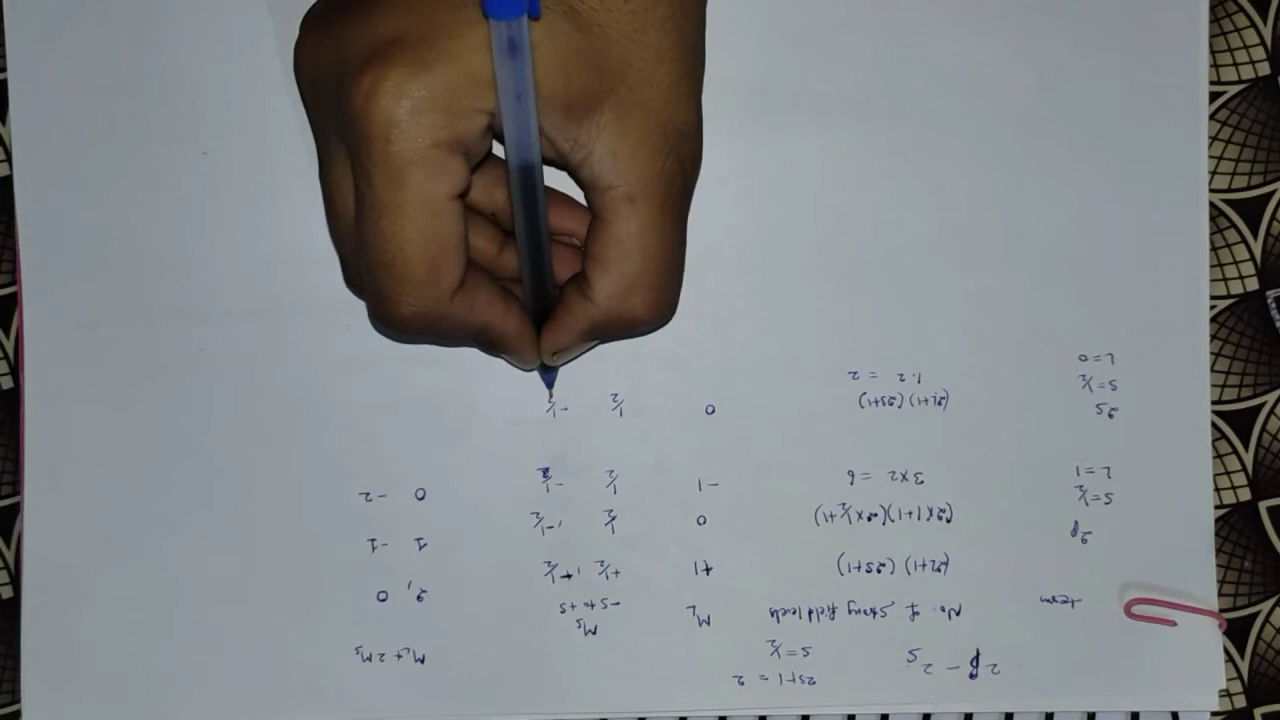 2p - 2s 2s+1 = 2
s=½
ML+2Ms
term No. of strong field levels ML Ms
-s to +s
(2L+1) (2s+1) +1 +½, +½ 2, 0
2p (2×1+1)(2×½+1) 0 ½, -½ 1 -1
s=½
L=1 3×2 = 6 -1 ½ -½ 0 -2
2s (2L+1) (2s+1) 0 ½ -½
s=½ 1·2 = 2
L=0